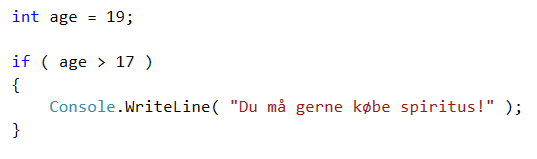 int age = 19;
if ( age > 17 )
{
Console.WriteLine( "Du må gerne købe spiritus!" );
}